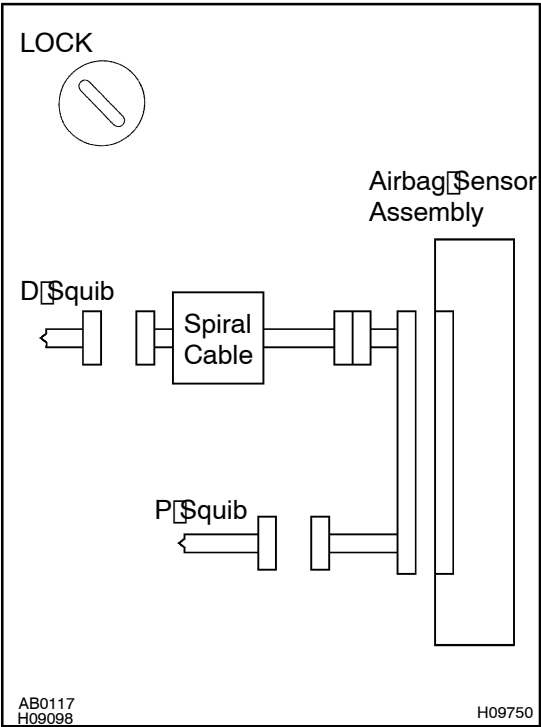 LOCK
Airbag Sensor
Assembly
D Squib
Spiral
Cable
P Squib
AB0117
H09098
H09750